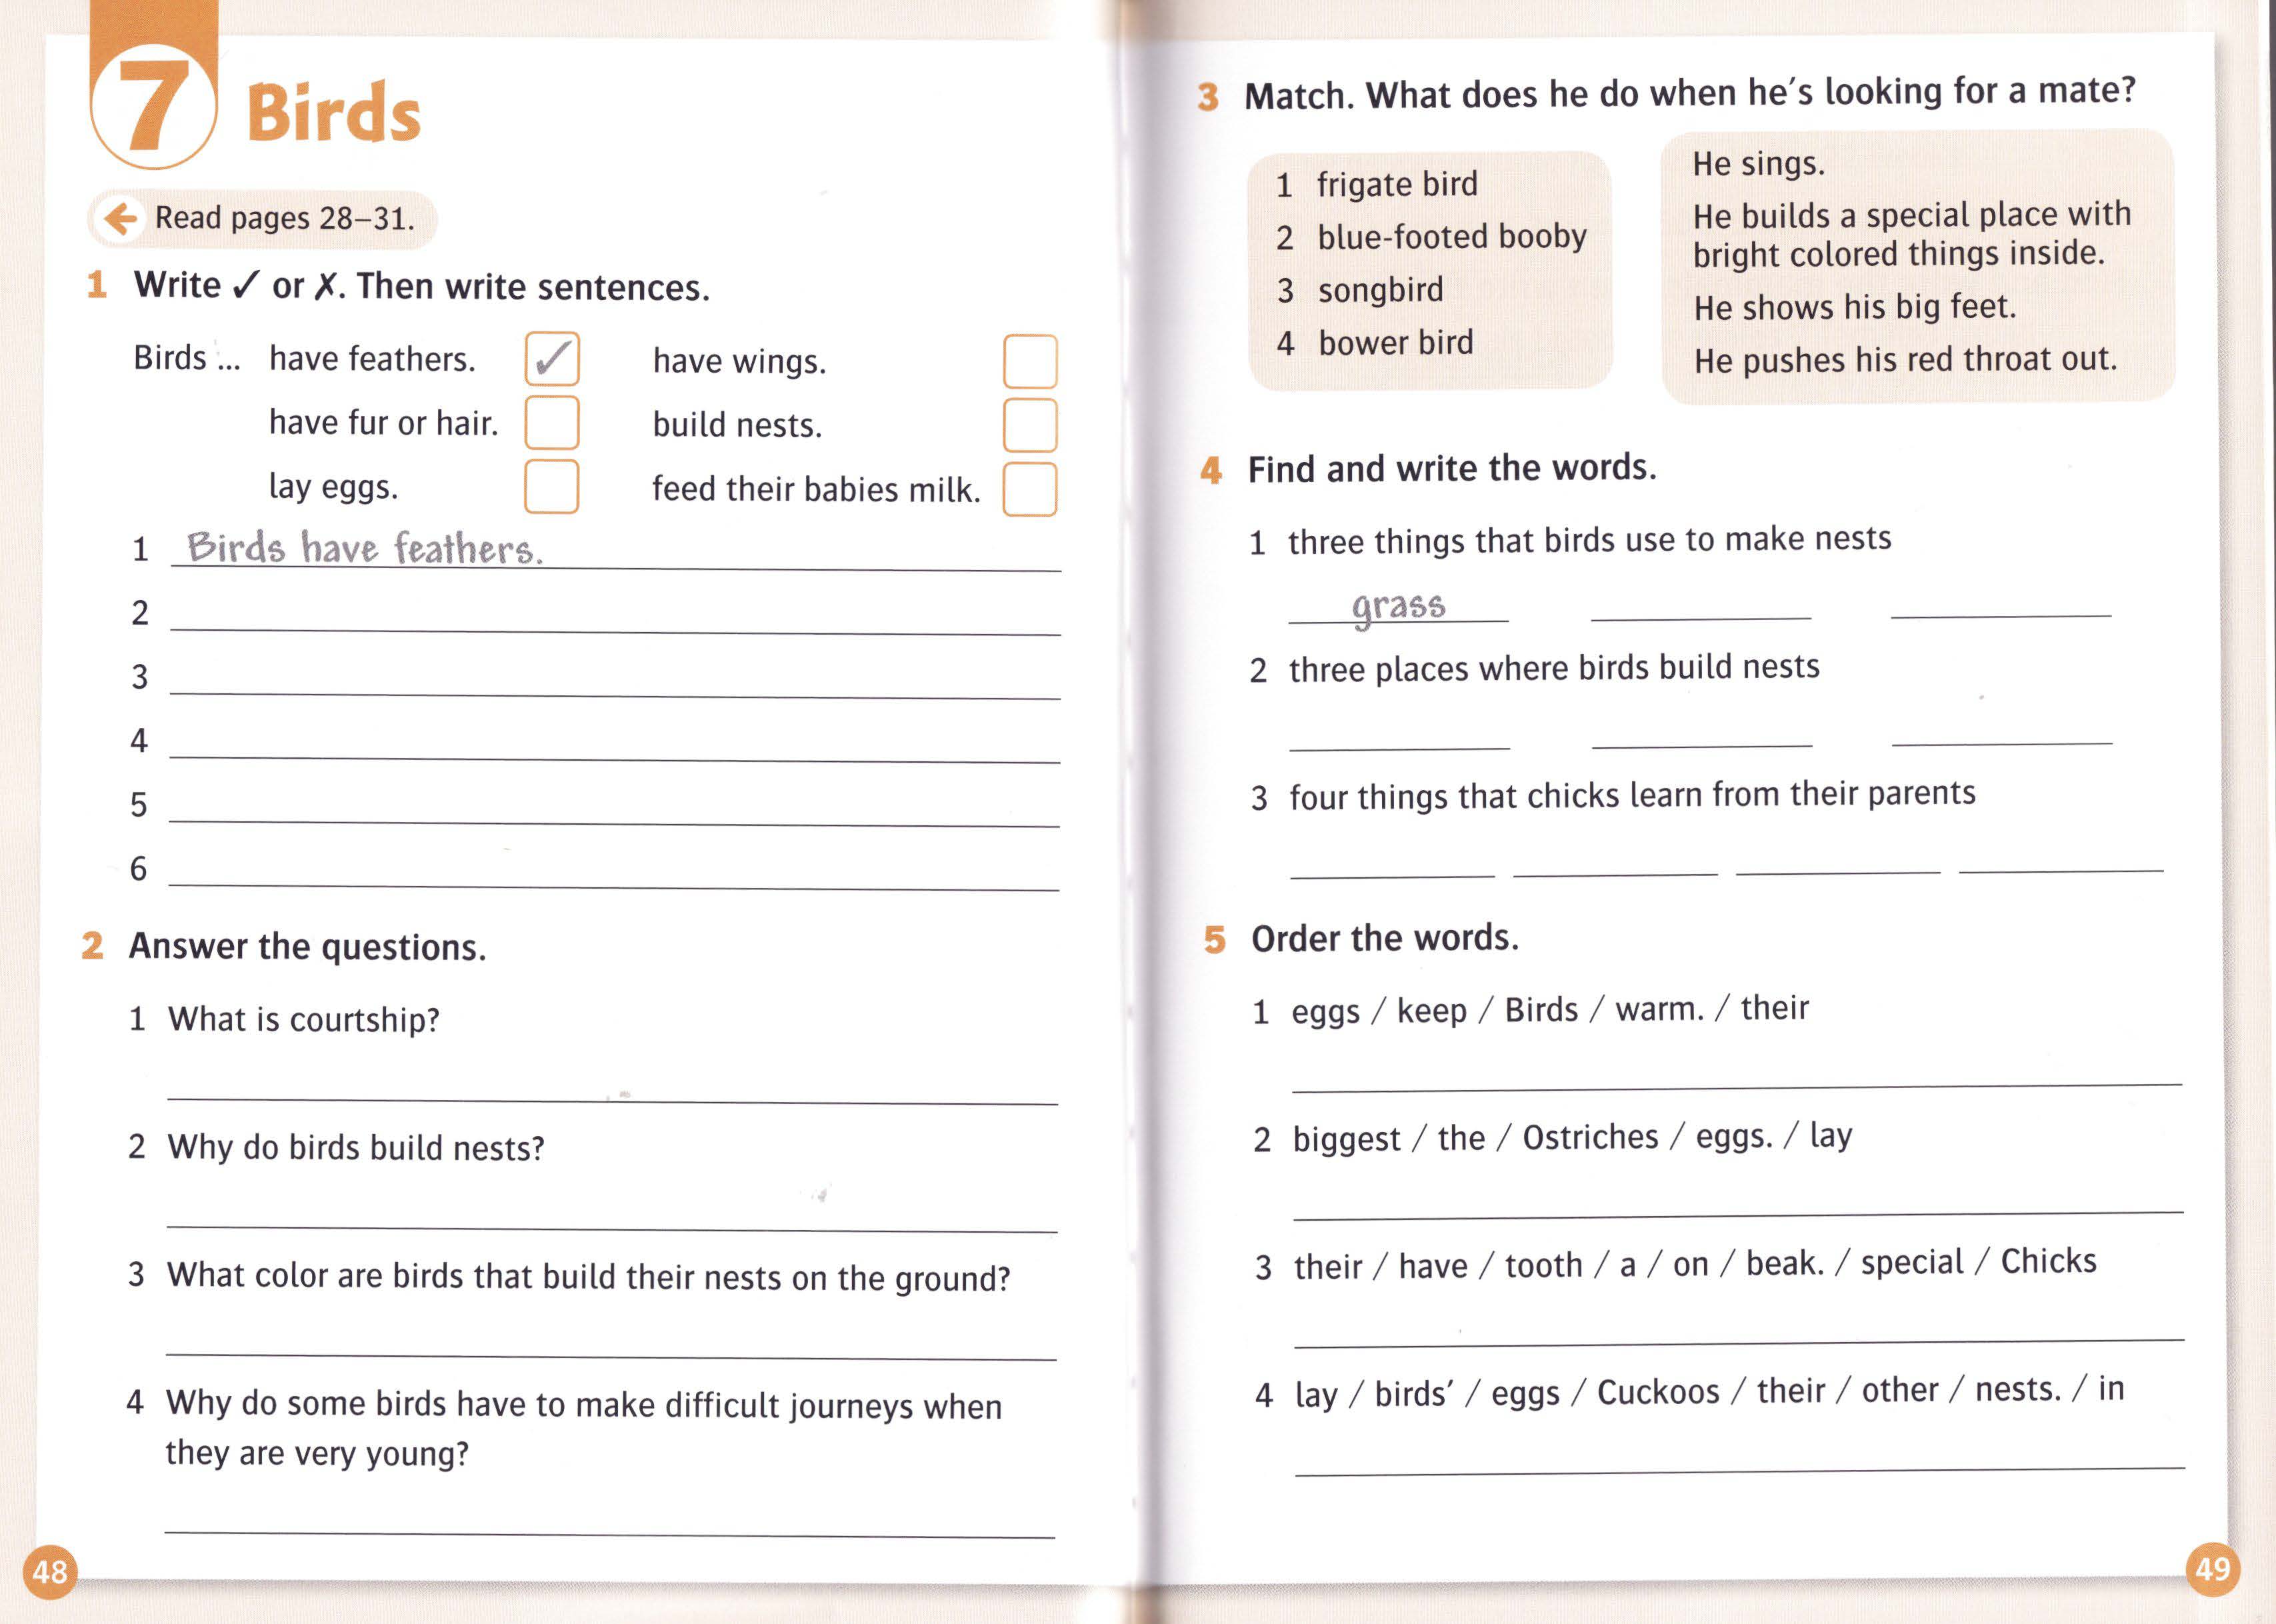 7 Birds
Read pages 28–31.
1 Write ✓ or ✗. Then write sentences.
Birds ... have feathers. ✓ have wings.
have fur or hair. build nests.
lay eggs. feed their babies milk.
1 Birds have feathers.
2
3
4
5
6
2 Answer the questions.
1 What is courtship?
2 Why do birds build nests?
3 What color are birds that build their nests on the ground?
4 Why do some birds have to make difficult journeys when
they are very young?
48
3 Match. What does he do when he's looking for a mate?
1 frigate bird
2 blue-footed booby
3 songbird
4 bower bird
He sings.
He builds a special place with
bright colored things inside.
He shows his big feet.
He pushes his red throat out.
4 Find and write the words.
1 three things that birds use to make nests
grass
2 three places where birds build nests
3 four things that chicks learn from their parents
5 Order the words.
1 eggs / keep / Birds / warm. / their
2 biggest / the / Ostriches / eggs. / lay
3 their / have / tooth / a / on / beak. / special / Chicks
4 lay / birds' / eggs / Cuckoos / their / other / nests. / in
49